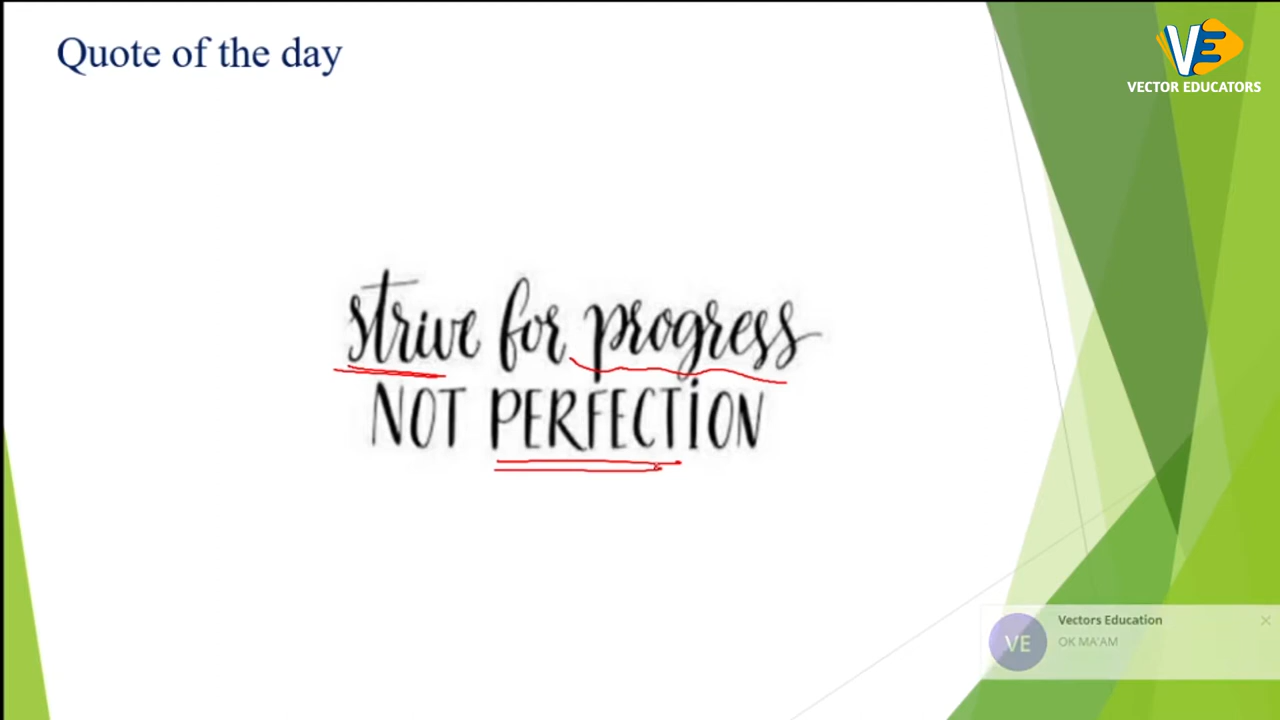 Quote of the day
VE
VECTOR EDUCATORS
strive for progress
NOT PERFECTION
Vectors Education
VE
OK MA'AM